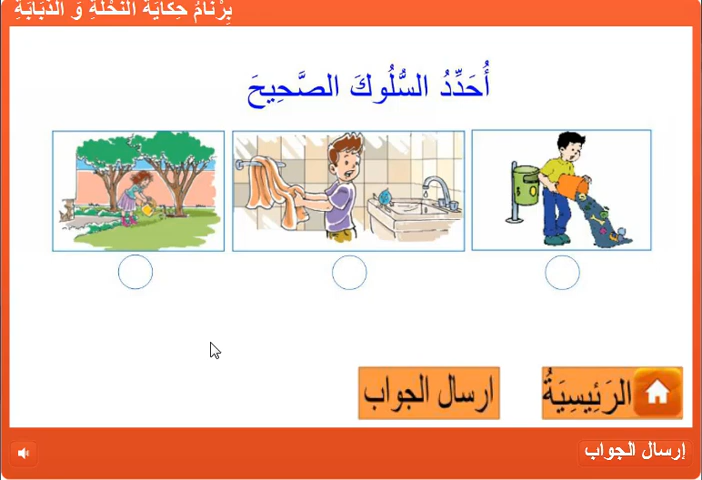 بِرْنَامَُ حِكَايَةُ النَّحْلَةِ وَ الذُّبَابَةِ
أُحَدِّدُ السُّلُوكَ الصَّحِيحَ
ارسال الجواب
الرَئِيسِيَةُ
إرسال الجواب